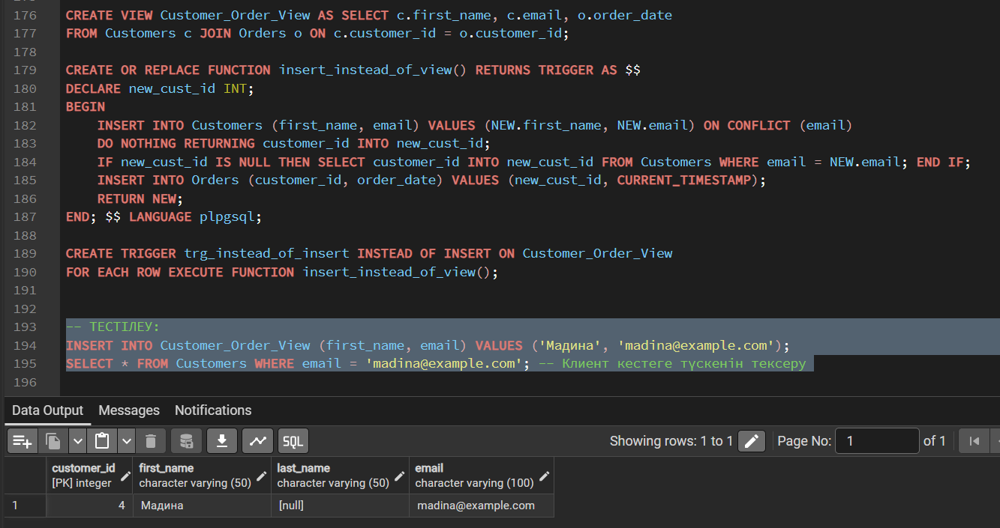 176 CREATE VIEW Customer_Order_View AS SELECT c.first_name, c.email, o.order_date
177 FROM Customers c JOIN Orders o ON c.customer_id = o.customer_id;
178
179 CREATE OR REPLACE FUNCTION insert_instead_of_view() RETURNS TRIGGER AS $$
180 DECLARE new_cust_id INT;
181 BEGIN
182     INSERT INTO Customers (first_name, email) VALUES (NEW.first_name, NEW.email) ON CONFLICT (email)
183     DO NOTHING RETURNING customer_id INTO new_cust_id;
184     IF new_cust_id IS NULL THEN SELECT customer_id INTO new_cust_id FROM Customers WHERE email = NEW.email; END IF;
185     INSERT INTO Orders (customer_id, order_date) VALUES (new_cust_id, CURRENT_TIMESTAMP);
186     RETURN NEW;
187 END; $$ LANGUAGE plpgsql;
188
189 CREATE TRIGGER trg_instead_of_insert INSTEAD OF INSERT ON Customer_Order_View
190 FOR EACH ROW EXECUTE FUNCTION insert_instead_of_view();
191
192
193 -- ТЕСТІЛЕУ:
194 INSERT INTO Customer_Order_View (first_name, email) VALUES ('Мадина', 'madina@example.com');
195 SELECT * FROM Customers WHERE email = 'madina@example.com'; -- Клиент кестеге түскенін тексеру
196
Data Output Messages Notifications
SQL Showing rows: 1 to 1 Page No: 1 of 1
customer_id first_name last_name email
[PK] integer character varying (50) character varying (50) character varying (100)
1 4 Мадина [null] madina@example.com